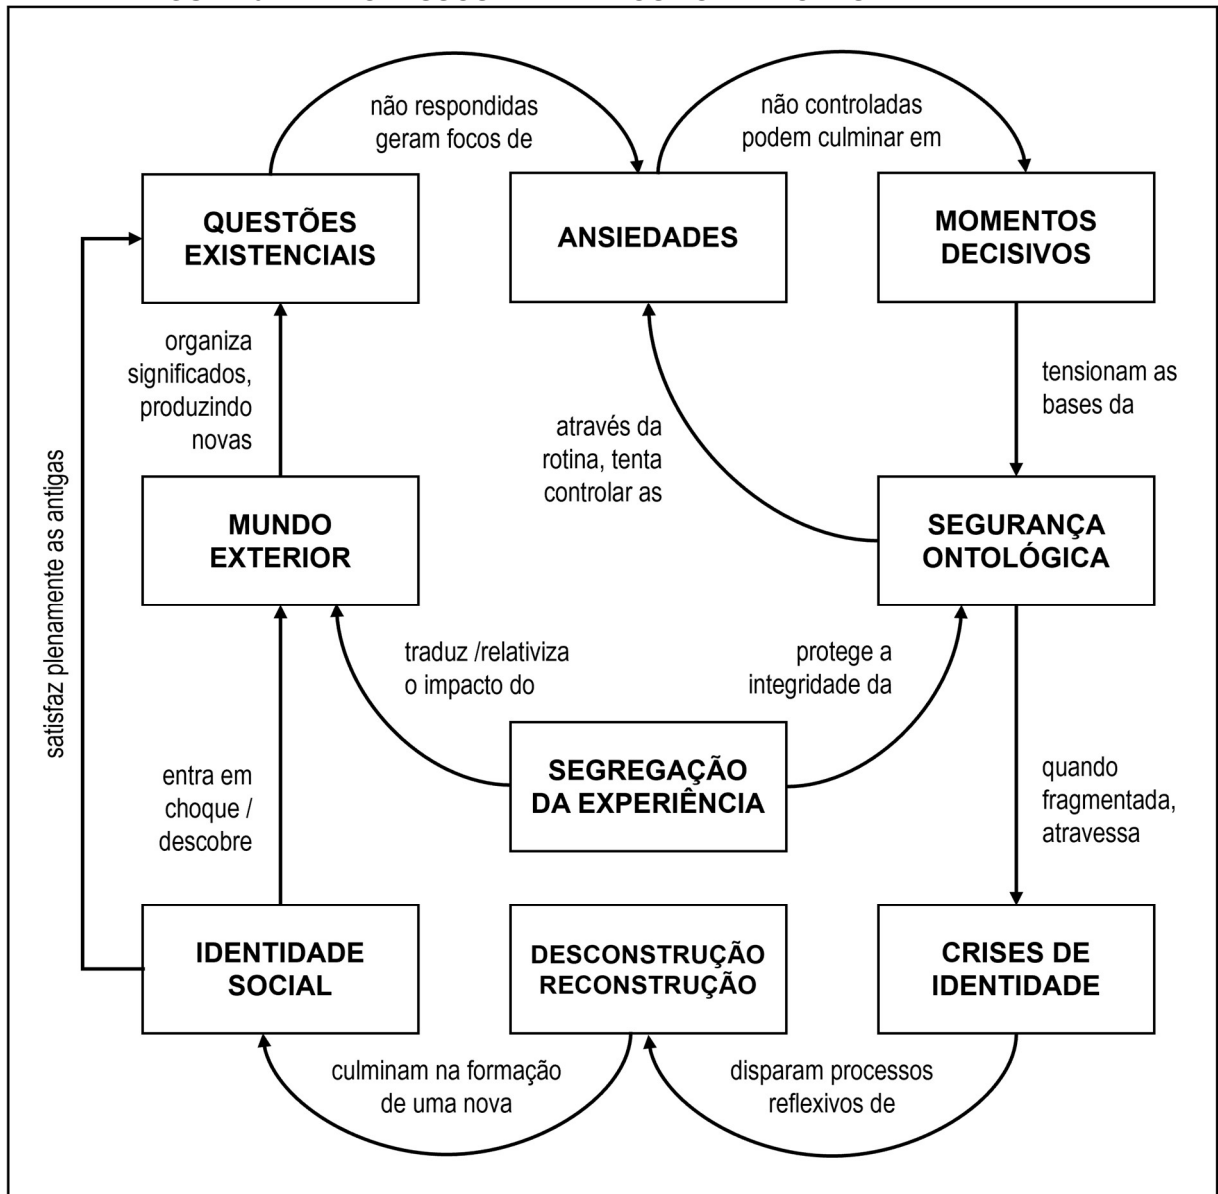 não respondidas
geram focos de
não controladas
podem culminar em
QUESTÕES
EXISTENCIAIS
ANSIEDADES
MOMENTOS
DECISIVOS
organiza
significados,
produzindo
novas
através da
rotina, tenta
controlar as
tensionam as
bases da
satisfaz plenamente as antigas
MUNDO
EXTERIOR
SEGURANÇA
ONTOLÓGICA
traduz /relativiza
o impacto do
protege a
integridade da
entra em
choque /
descobre
SEGREGAÇÃO
DA EXPERIÊNCIA
quando
fragmentada,
atravessa
IDENTIDADE
SOCIAL
DESCONSTRUÇÃO
RECONSTRUÇÃO
CRISES DE
IDENTIDADE
culminam na formação
de uma nova
disparam processos
reflexivos de